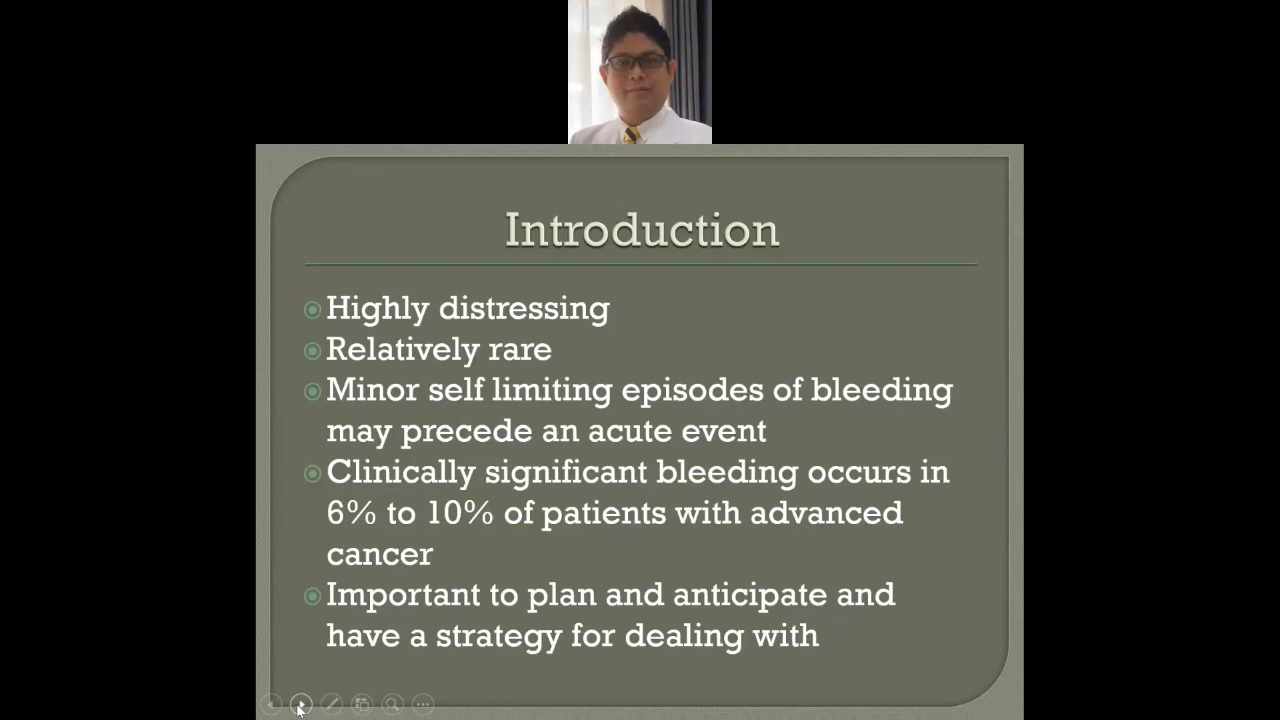 Introduction
Highly distressing
Relatively rare
Minor self limiting episodes of bleeding
may precede an acute event
Clinically significant bleeding occurs in
6% to 10% of patients with advanced
cancer
Important to plan and anticipate and
have a strategy for dealing with